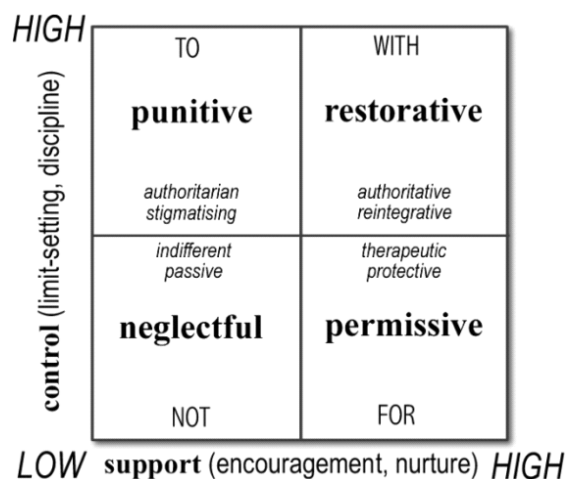 HIGH
TO
WITH
punitive
restorative
authoritarian
stigmatising
authoritative
reintegrative
control (limit-setting, discipline)
indifferent
passive
therapeutic
protective
neglectful
permissive
NOT
FOR
LOW support (encouragement, nurture) HIGH